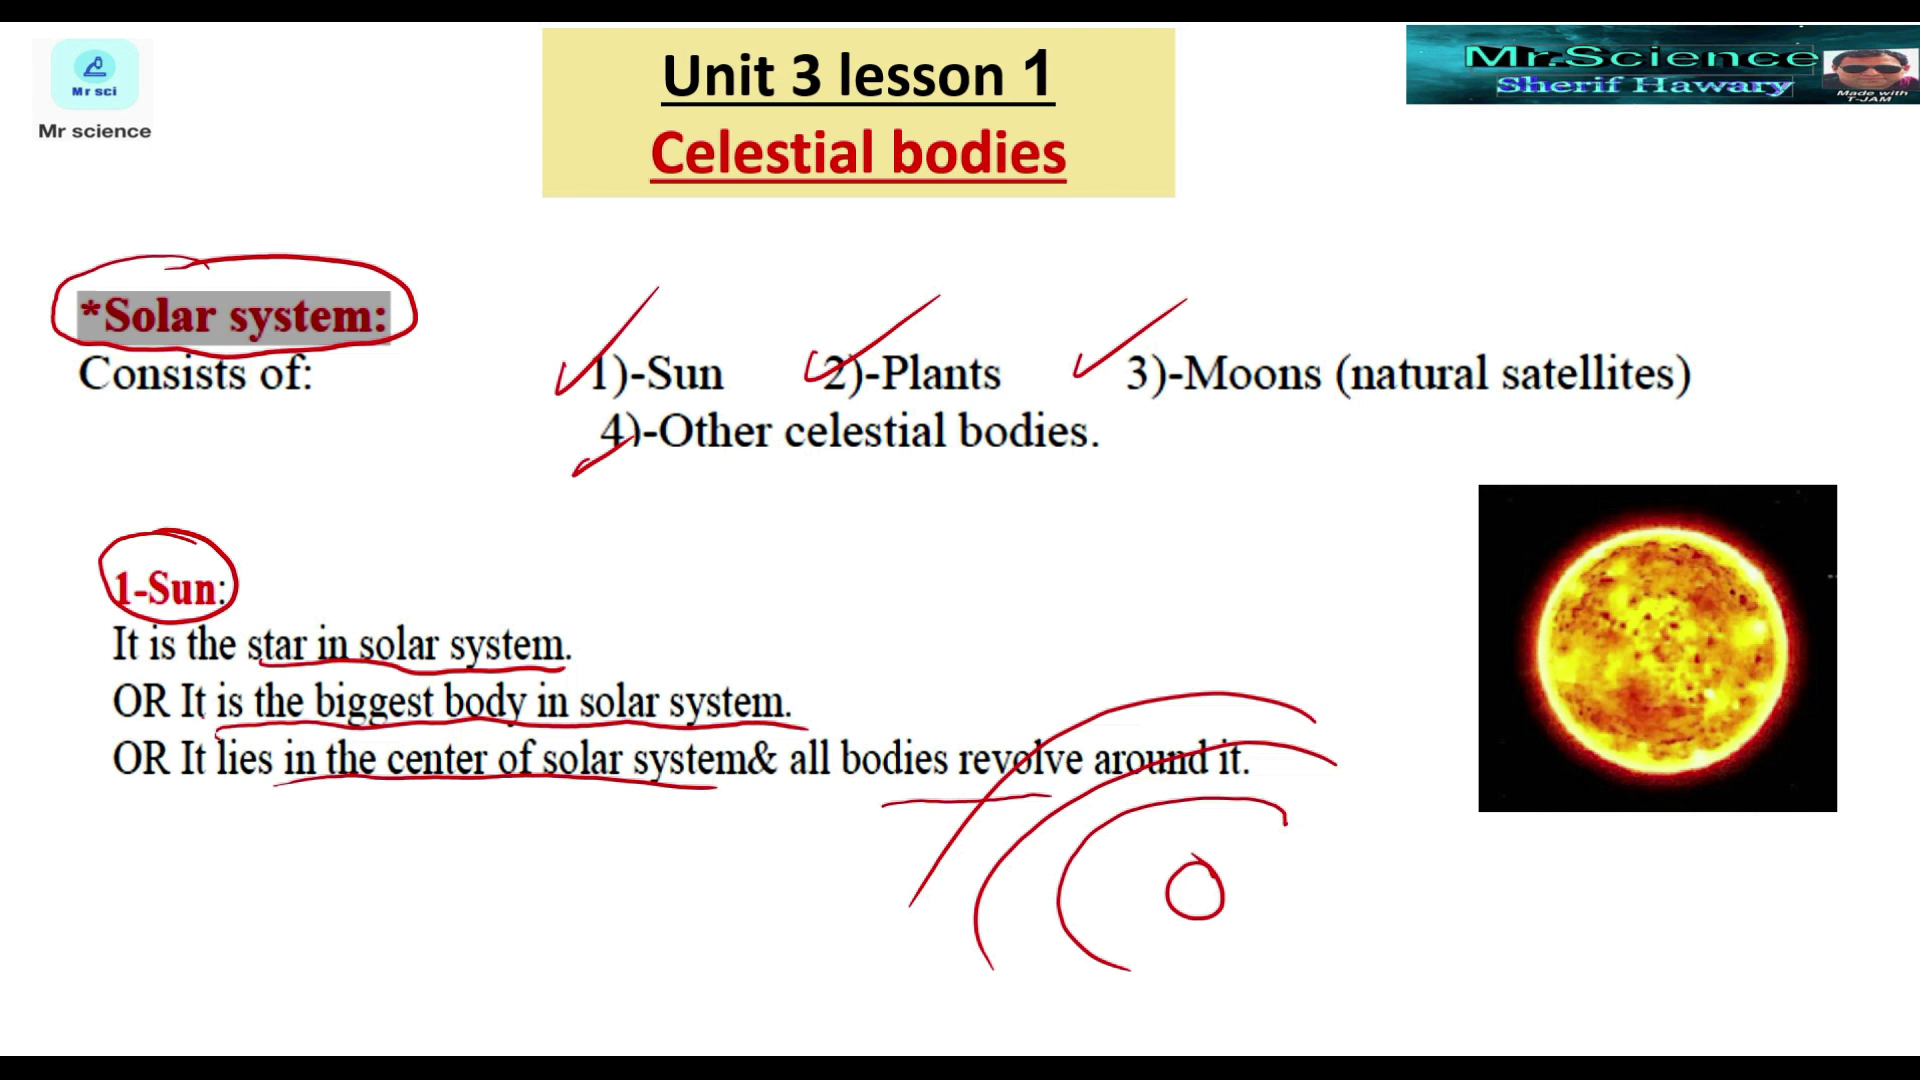 Mr sci
Mr science
Unit 3 lesson 1
Celestial bodies
Mr.Science
Sherif Hawary
Made with
T-JAM
*Solar system:
Consists of: 1)-Sun 2)-Plants 3)-Moons (natural satellites)
4)-Other celestial bodies.
1-Sun:
It is the star in solar system.
OR It is the biggest body in solar system.
OR It lies in the center of solar system& all bodies revolve around it.